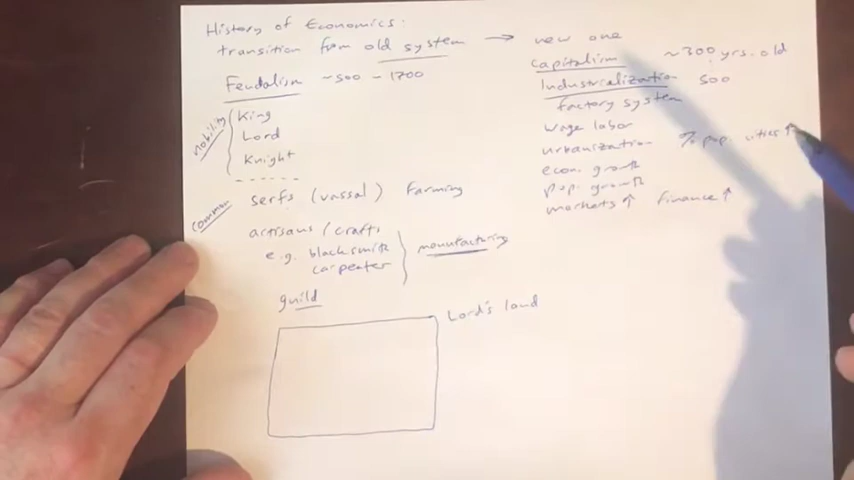 History of Economics:
transition from old system → new one
Feudalism ~500 - 1700
Nobility
King
Lord
Knight
Common
serfs (vassal) Farming
artisans / crafts
e.g. blacksmith
carpenter
manufacturing
guild
Lord's land
Capitalism ~300 yrs. old
Industrialization 500
factory system
wage labor
urbanization % pop. cities ↑
econ. growth
pop. growth
markets ↑ finance ↑